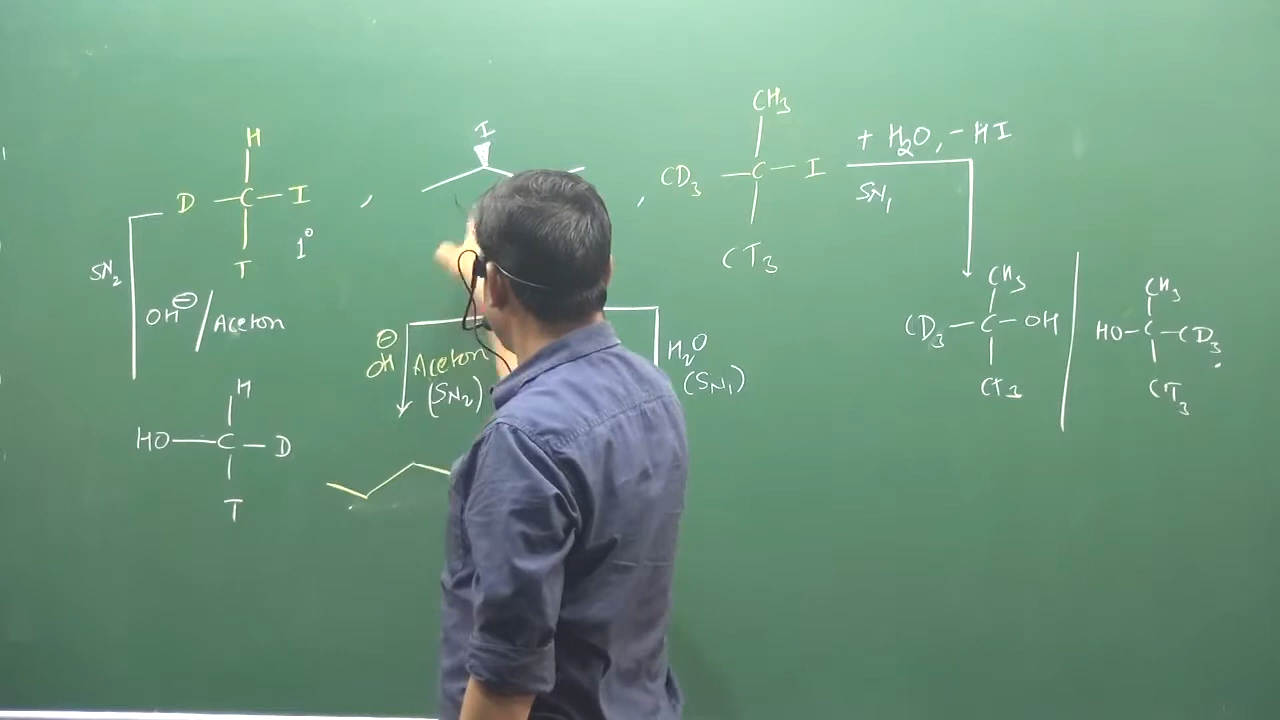 H
D — C — I
T
1°
SN₂
OH⊖ / Aceton
H
HO — C — D
T
,
I
⊖
OH
Aceton
(SN₂)
H₂O
(SN₁)
,
CH₃
CD₃ — C — I
CT₃
+ H₂O, - HI
SN₁
CH₃
CD₃ — C — OH
CT₃
CH₃
HO — C — CD₃
CT₃